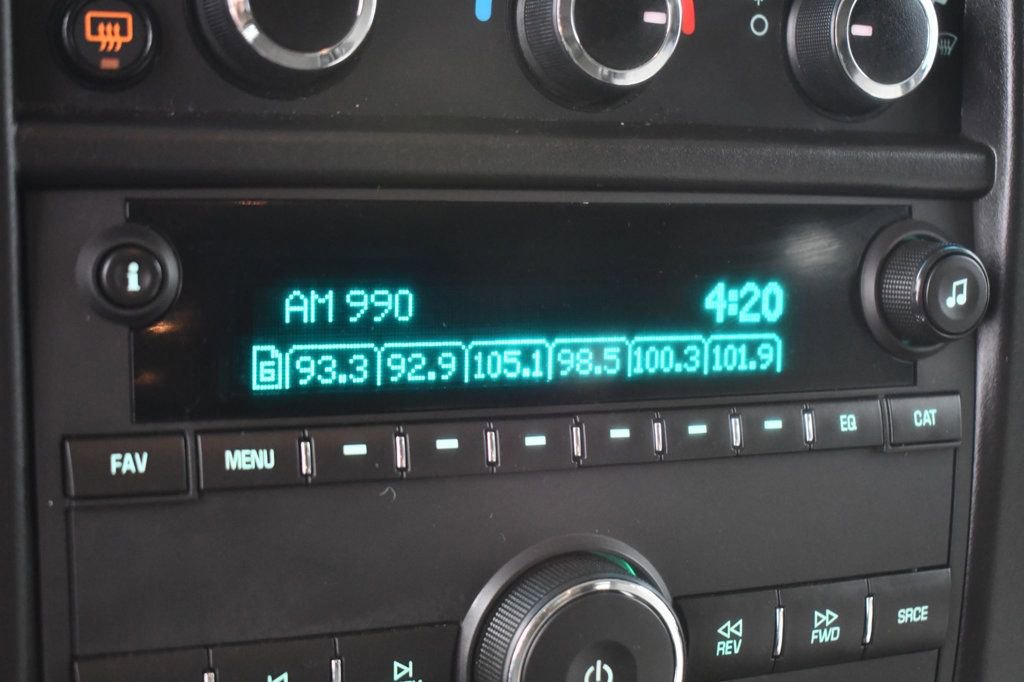 AM 990 4:20
6 93.3 92.9 105.1 98.5 100.3 101.9
FAV MENU EQ CAT
REV FWD SRCE